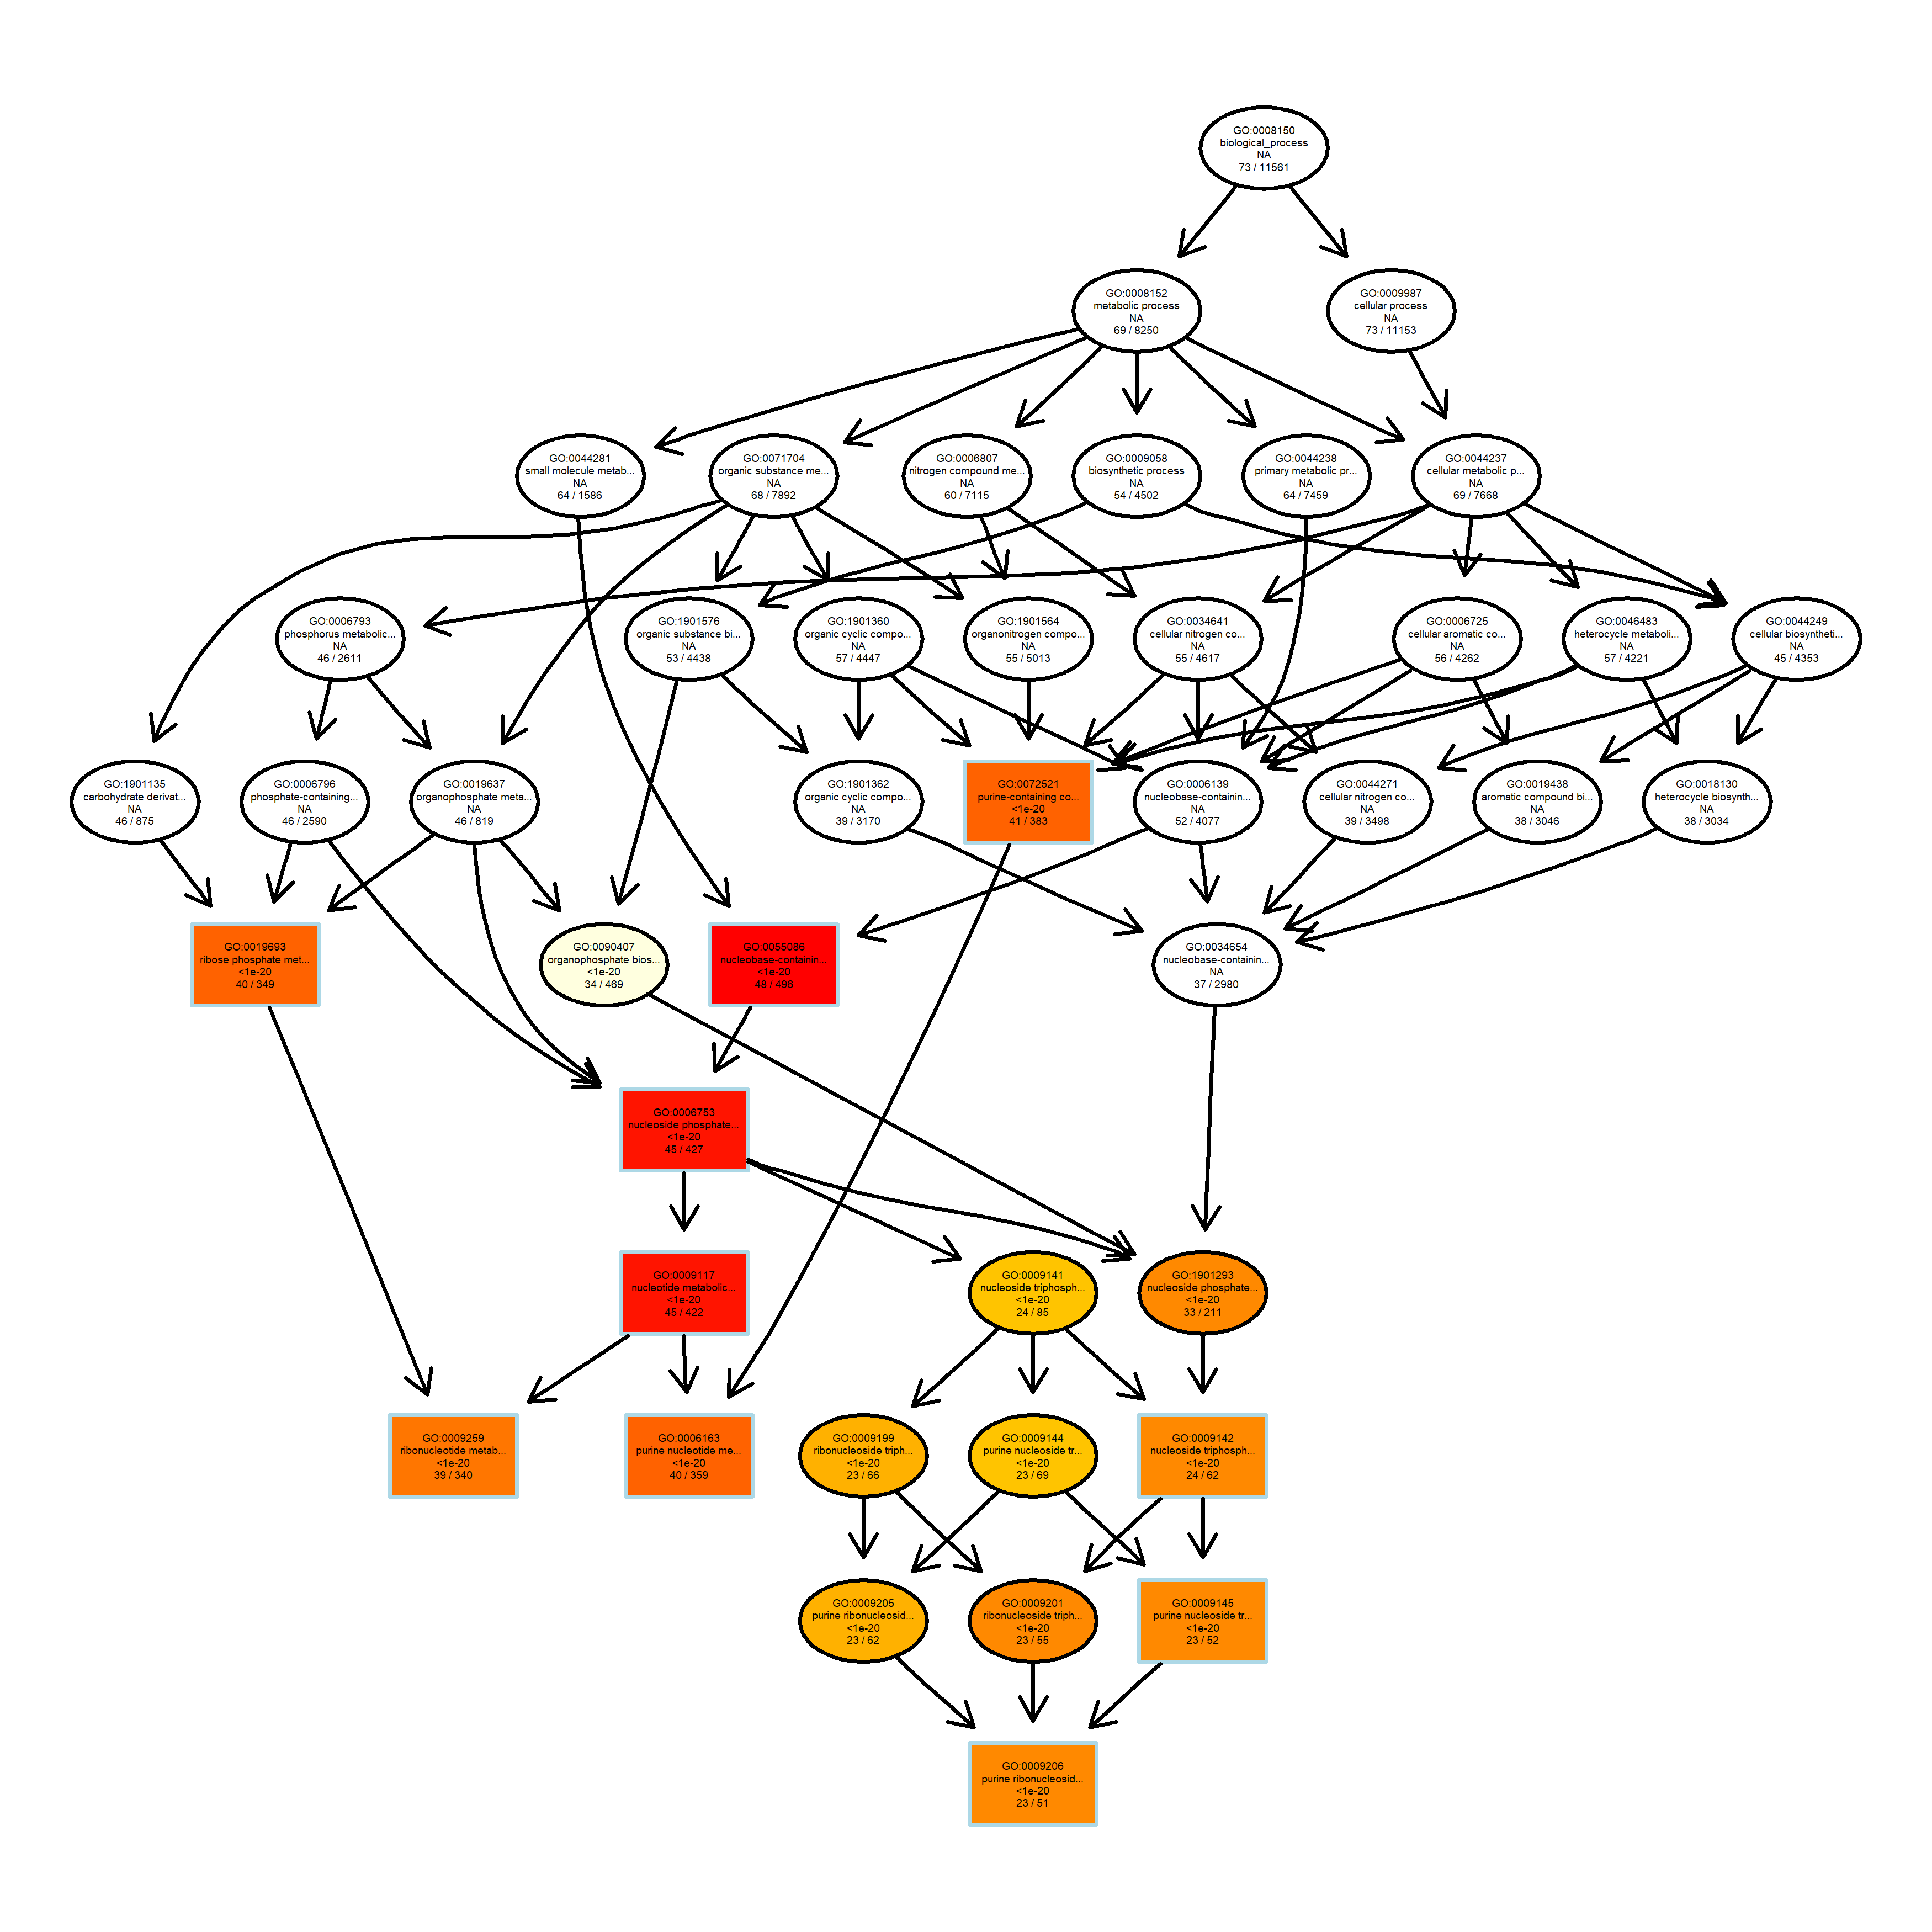 GO:0008150
biological_process
NA
73 / 11561
GO:0008152
metabolic process
NA
69 / 8250
GO:0009987
cellular process
NA
73 / 11153
GO:0044281
small molecule metab...
NA
64 / 1586
GO:0071704
organic substance me...
NA
68 / 7892
GO:0006807
nitrogen compound me...
NA
60 / 7115
GO:0009058
biosynthetic process
NA
54 / 4502
GO:0044238
primary metabolic pr...
NA
64 / 7459
GO:0044237
cellular metabolic p...
NA
69 / 7668
GO:0006793
phosphorus metabolic...
NA
46 / 2611
GO:1901576
organic substance bi...
NA
53 / 4438
GO:1901360
organic cyclic compo...
NA
57 / 4447
GO:1901564
organonitrogen compo...
NA
55 / 5013
GO:0034641
cellular nitrogen co...
NA
55 / 4617
GO:0006725
cellular aromatic co...
NA
56 / 4262
GO:0046483
heterocycle metaboli...
NA
57 / 4221
GO:0044249
cellular biosyntheti...
NA
45 / 4353
GO:1901135
carbohydrate derivat...
NA
46 / 875
GO:0006796
phosphate-containing...
NA
46 / 2590
GO:0019637
organophosphate meta...
NA
46 / 819
GO:1901362
organic cyclic compo...
NA
39 / 3170
GO:0072521
purine-containing co...
<1e-20
41 / 383
GO:0006139
nucleobase-containin...
NA
52 / 4077
GO:0044271
cellular nitrogen co...
NA
39 / 3498
GO:0019438
aromatic compound bi...
NA
38 / 3046
GO:0018130
heterocycle biosynth...
NA
38 / 3034
GO:0019693
ribose phosphate met...
<1e-20
40 / 349
GO:0090407
organophosphate bios...
<1e-20
34 / 469
GO:0055086
nucleobase-containin...
<1e-20
48 / 496
GO:0034654
nucleobase-containin...
NA
37 / 2980
GO:0006753
nucleoside phosphate...
<1e-20
45 / 427
GO:0009117
nucleotide metabolic...
<1e-20
45 / 422
GO:0009141
nucleoside triphosph...
<1e-20
24 / 85
GO:1901293
nucleoside phosphate...
<1e-20
33 / 211
GO:0009259
ribonucleotide metab...
<1e-20
39 / 340
GO:0006163
purine nucleotide me...
<1e-20
40 / 359
GO:0009199
ribonucleoside triph...
<1e-20
23 / 66
GO:0009144
purine nucleoside tr...
<1e-20
23 / 69
GO:0009142
nucleoside triphosph...
<1e-20
24 / 62
GO:0009205
purine ribonucleosid...
<1e-20
23 / 62
GO:0009201
ribonucleoside triph...
<1e-20
23 / 55
GO:0009145
purine nucleoside tr...
<1e-20
23 / 52
GO:0009206
purine ribonucleosid...
<1e-20
23 / 51